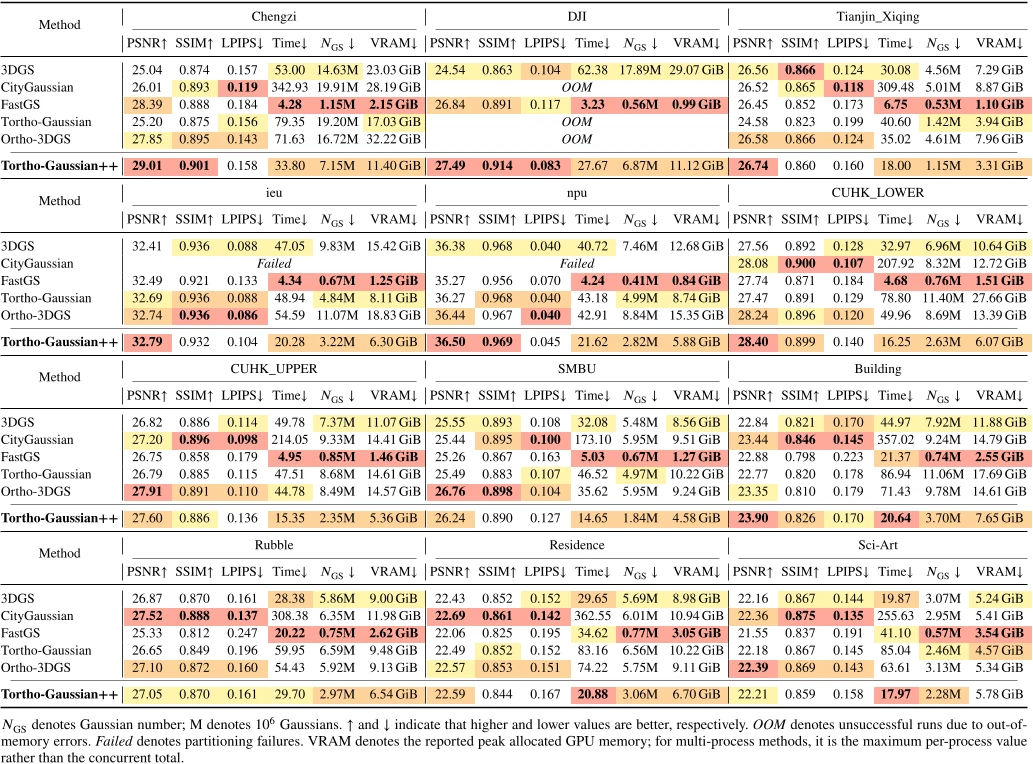 Method Chengzi DJI Tianjin_Xiqing
PSNR↑ SSIM↑ LPIPS↓ Time↓ N_GS ↓ VRAM↓ PSNR↑ SSIM↑ LPIPS↓ Time↓ N_GS ↓ VRAM↓ PSNR↑ SSIM↑ LPIPS↓ Time↓ N_GS ↓ VRAM↓
3DGS 25.04 0.874 0.157 53.00 14.63M 23.03 GiB 24.54 0.863 0.104 62.38 17.89M 29.07 GiB 26.56 0.866 0.124 30.08 4.56M 7.29 GiB
CityGaussian 26.01 0.893 0.119 342.93 19.91M 28.19 GiB OOM 26.52 0.865 0.118 309.48 5.01M 8.87 GiB
FastGS 28.39 0.888 0.184 4.28 1.15M 2.15 GiB 26.84 0.891 0.117 3.23 0.56M 0.99 GiB 26.45 0.852 0.173 6.75 0.53M 1.10 GiB
Tortho-Gaussian 25.20 0.875 0.156 79.35 19.20M 17.03 GiB OOM 24.58 0.823 0.199 40.60 1.42M 3.94 GiB
Ortho-3DGS 27.85 0.895 0.143 71.63 16.72M 32.22 GiB OOM 26.58 0.866 0.124 35.02 4.61M 7.96 GiB
Tortho-Gaussian++ 29.01 0.901 0.158 33.80 7.15M 11.40 GiB 27.49 0.914 0.083 27.67 6.87M 11.12 GiB 26.74 0.860 0.160 18.00 1.15M 3.31 GiB
Method ieu npu CUHK_LOWER
PSNR↑ SSIM↑ LPIPS↓ Time↓ N_GS ↓ VRAM↓ PSNR↑ SSIM↑ LPIPS↓ Time↓ N_GS ↓ VRAM↓ PSNR↑ SSIM↑ LPIPS↓ Time↓ N_GS ↓ VRAM↓
3DGS 32.41 0.936 0.088 47.05 9.83M 15.42 GiB 36.38 0.968 0.040 40.72 7.46M 12.68 GiB 27.56 0.892 0.128 32.97 6.96M 10.64 GiB
CityGaussian Failed Failed 28.08 0.900 0.107 207.92 8.32M 12.72 GiB
FastGS 32.49 0.921 0.133 4.34 0.67M 1.25 GiB 35.27 0.956 0.070 4.24 0.41M 0.84 GiB 27.74 0.871 0.184 4.68 0.76M 1.51 GiB
Tortho-Gaussian 32.69 0.936 0.088 48.94 4.84M 8.11 GiB 36.27 0.968 0.040 43.18 4.99M 8.74 GiB 27.47 0.891 0.129 78.80 11.40M 27.66 GiB
Ortho-3DGS 32.74 0.936 0.086 54.59 11.07M 18.83 GiB 36.44 0.967 0.040 42.91 8.84M 15.35 GiB 28.24 0.896 0.120 49.96 8.69M 13.39 GiB
Tortho-Gaussian++ 32.79 0.932 0.104 20.28 3.22M 6.30 GiB 36.50 0.969 0.045 21.62 2.82M 5.88 GiB 28.40 0.899 0.140 16.25 2.63M 6.07 GiB
Method CUHK_UPPER SMBU Building
PSNR↑ SSIM↑ LPIPS↓ Time↓ N_GS ↓ VRAM↓ PSNR↑ SSIM↑ LPIPS↓ Time↓ N_GS ↓ VRAM↓ PSNR↑ SSIM↑ LPIPS↓ Time↓ N_GS ↓ VRAM↓
3DGS 26.82 0.886 0.114 49.78 7.37M 11.07 GiB 25.55 0.893 0.108 32.08 5.48M 8.56 GiB 22.84 0.821 0.170 44.97 7.92M 11.88 GiB
CityGaussian 27.20 0.896 0.098 214.05 9.33M 14.41 GiB 25.44 0.895 0.100 173.10 5.95M 9.51 GiB 23.44 0.846 0.145 357.02 9.24M 14.79 GiB
FastGS 26.75 0.858 0.179 4.95 0.85M 1.46 GiB 25.26 0.867 0.163 5.03 0.67M 1.27 GiB 22.88 0.798 0.223 21.37 0.74M 2.55 GiB
Tortho-Gaussian 26.79 0.885 0.115 47.51 8.68M 14.61 GiB 25.49 0.883 0.107 46.52 4.97M 10.22 GiB 22.77 0.820 0.178 86.94 11.06M 17.69 GiB
Ortho-3DGS 27.91 0.891 0.110 44.78 8.49M 14.57 GiB 26.76 0.898 0.104 35.62 5.95M 9.24 GiB 23.35 0.810 0.179 71.43 9.78M 14.61 GiB
Tortho-Gaussian++ 27.60 0.886 0.136 15.35 2.35M 5.36 GiB 26.24 0.890 0.127 14.65 1.84M 4.58 GiB 23.90 0.826 0.170 20.64 3.70M 7.65 GiB
Method Rubble Residence Sci-Art
PSNR↑ SSIM↑ LPIPS↓ Time↓ N_GS ↓ VRAM↓ PSNR↑ SSIM↑ LPIPS↓ Time↓ N_GS ↓ VRAM↓ PSNR↑ SSIM↑ LPIPS↓ Time↓ N_GS ↓ VRAM↓
3DGS 26.87 0.870 0.161 28.38 5.86M 9.00 GiB 22.43 0.852 0.152 29.65 5.69M 8.98 GiB 22.16 0.867 0.144 19.87 3.07M 5.24 GiB
CityGaussian 27.52 0.888 0.137 308.38 6.35M 11.98 GiB 22.69 0.861 0.142 362.55 6.01M 10.94 GiB 22.36 0.875 0.135 255.63 2.95M 5.41 GiB
FastGS 25.33 0.812 0.247 20.22 0.75M 2.62 GiB 22.06 0.825 0.195 34.62 0.77M 3.05 GiB 21.55 0.837 0.191 41.10 0.57M 3.54 GiB
Tortho-Gaussian 26.65 0.849 0.196 59.95 6.59M 9.48 GiB 22.49 0.852 0.152 83.16 6.56M 10.22 GiB 22.18 0.867 0.145 85.04 2.46M 4.57 GiB
Ortho-3DGS 27.10 0.872 0.160 54.43 5.92M 9.13 GiB 22.57 0.853 0.151 74.22 5.75M 9.11 GiB 22.39 0.869 0.143 63.61 3.13M 5.34 GiB
Tortho-Gaussian++ 27.05 0.870 0.161 29.70 2.97M 6.54 GiB 22.59 0.844 0.167 20.88 3.06M 6.70 GiB 22.21 0.859 0.158 17.97 2.28M 5.78 GiB
N_GS denotes Gaussian number; M denotes 10⁶ Gaussians. ↑ and ↓ indicate that higher and lower values are better, respectively. OOM denotes unsuccessful runs due to out-of-
memory errors. Failed denotes partitioning failures. VRAM denotes the reported peak allocated GPU memory; for multi-process methods, it is the maximum per-process value
rather than the concurrent total.